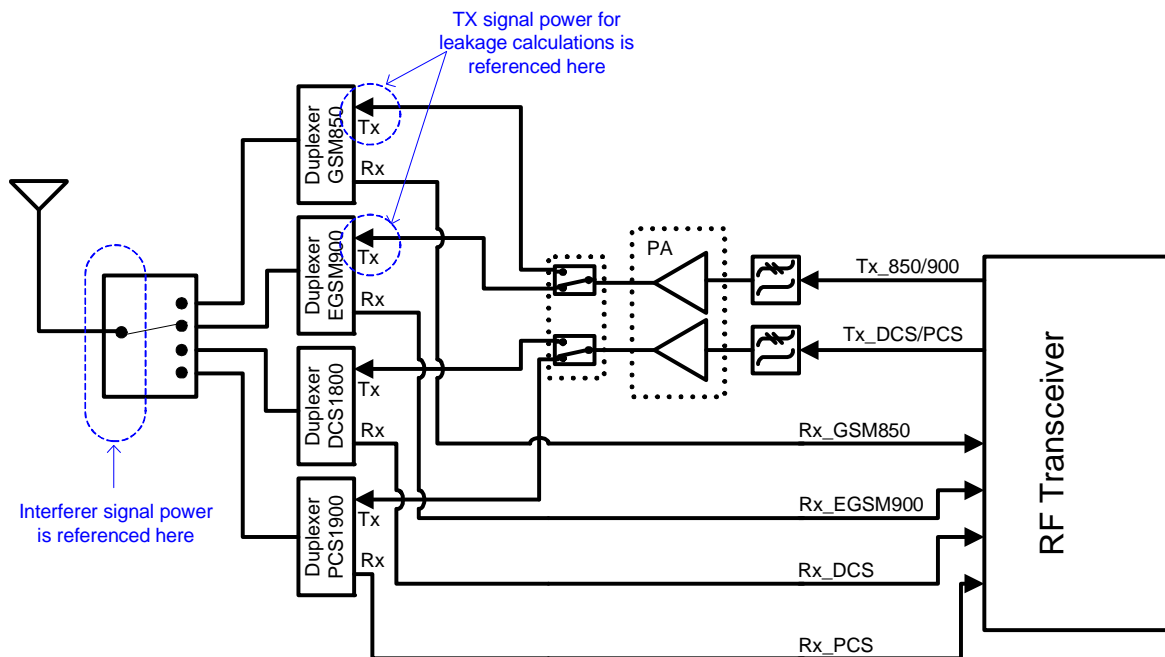 TX signal power for
leakage calculations is
referenced here
Duplexer
GSM850
Tx
Rx
Duplexer
EGSM900
Tx
Rx
PA
Tx_850/900
Tx_DCS/PCS
Duplexer
DCS1800
Tx
Rx
Rx_GSM850
Duplexer
PCS1900
Tx
Rx
Rx_EGSM900
Rx_DCS
Rx_PCS
RF Transceiver
Interferer signal power
is referenced here